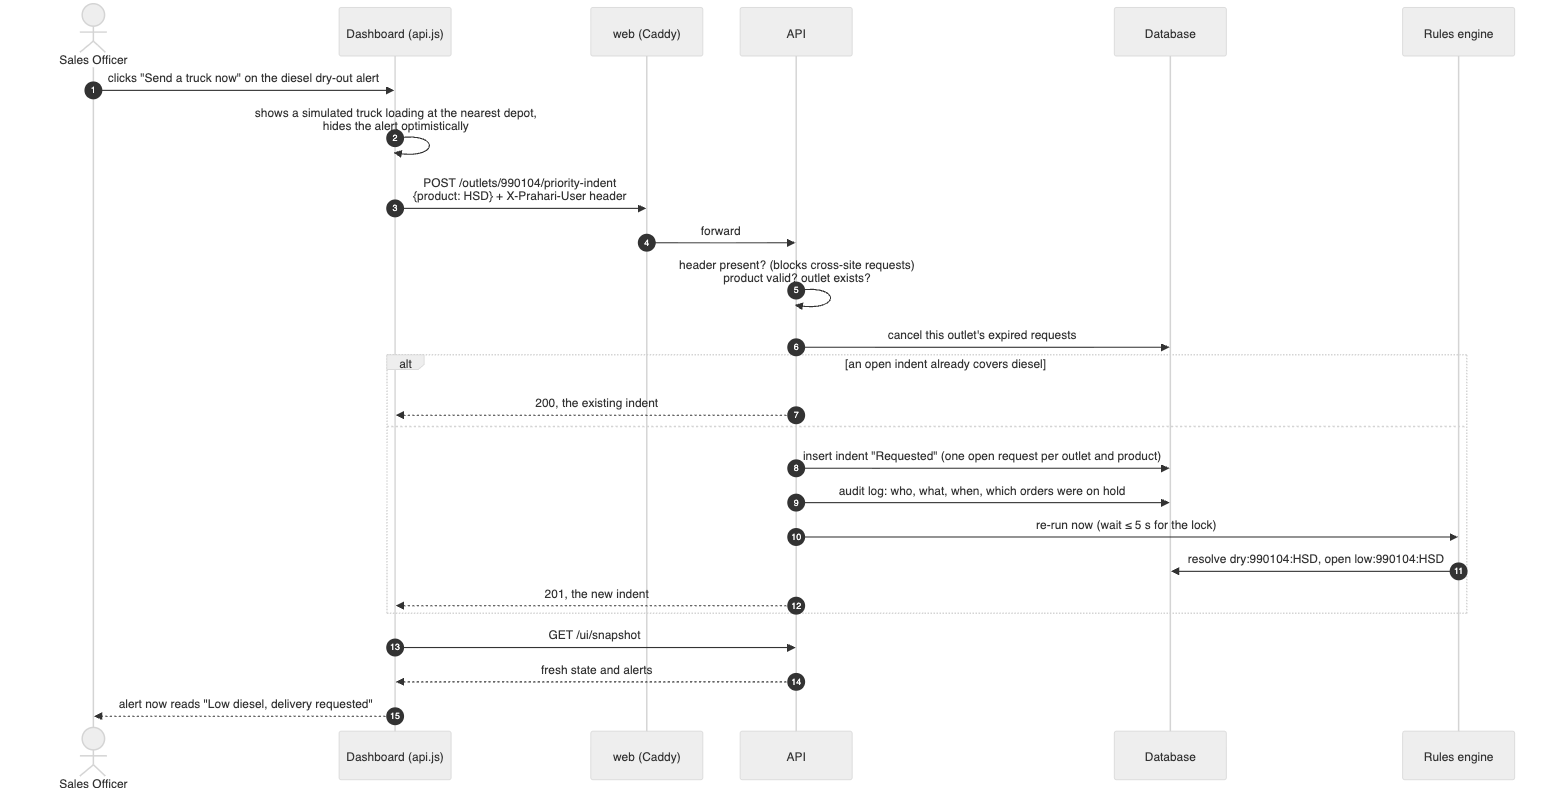 Sales Officer
Dashboard (api.js)
web (Caddy)
API
Database
Rules engine
1
clicks "Send a truck now" on the diesel dry-out alert
shows a simulated truck loading at the nearest depot,
hides the alert optimistically
2
POST /outlets/990104/priority-indent
{product: HSD} + X-Prahari-User header
3
forward
4
header present? (blocks cross-site requests)
product valid? outlet exists?
5
cancel this outlet's expired requests
6
alt
[an open indent already covers diesel]
200, the existing indent
7
insert indent "Requested" (one open request per outlet and product)
8
audit log: who, what, when, which orders were on hold
9
re-run now (wait ≤ 5 s for the lock)
10
resolve dry:990104:HSD, open low:990104:HSD
11
201, the new indent
12
GET /ui/snapshot
13
fresh state and alerts
14
alert now reads "Low diesel, delivery requested"
15
Sales Officer
Dashboard (api.js)
web (Caddy)
API
Database
Rules engine